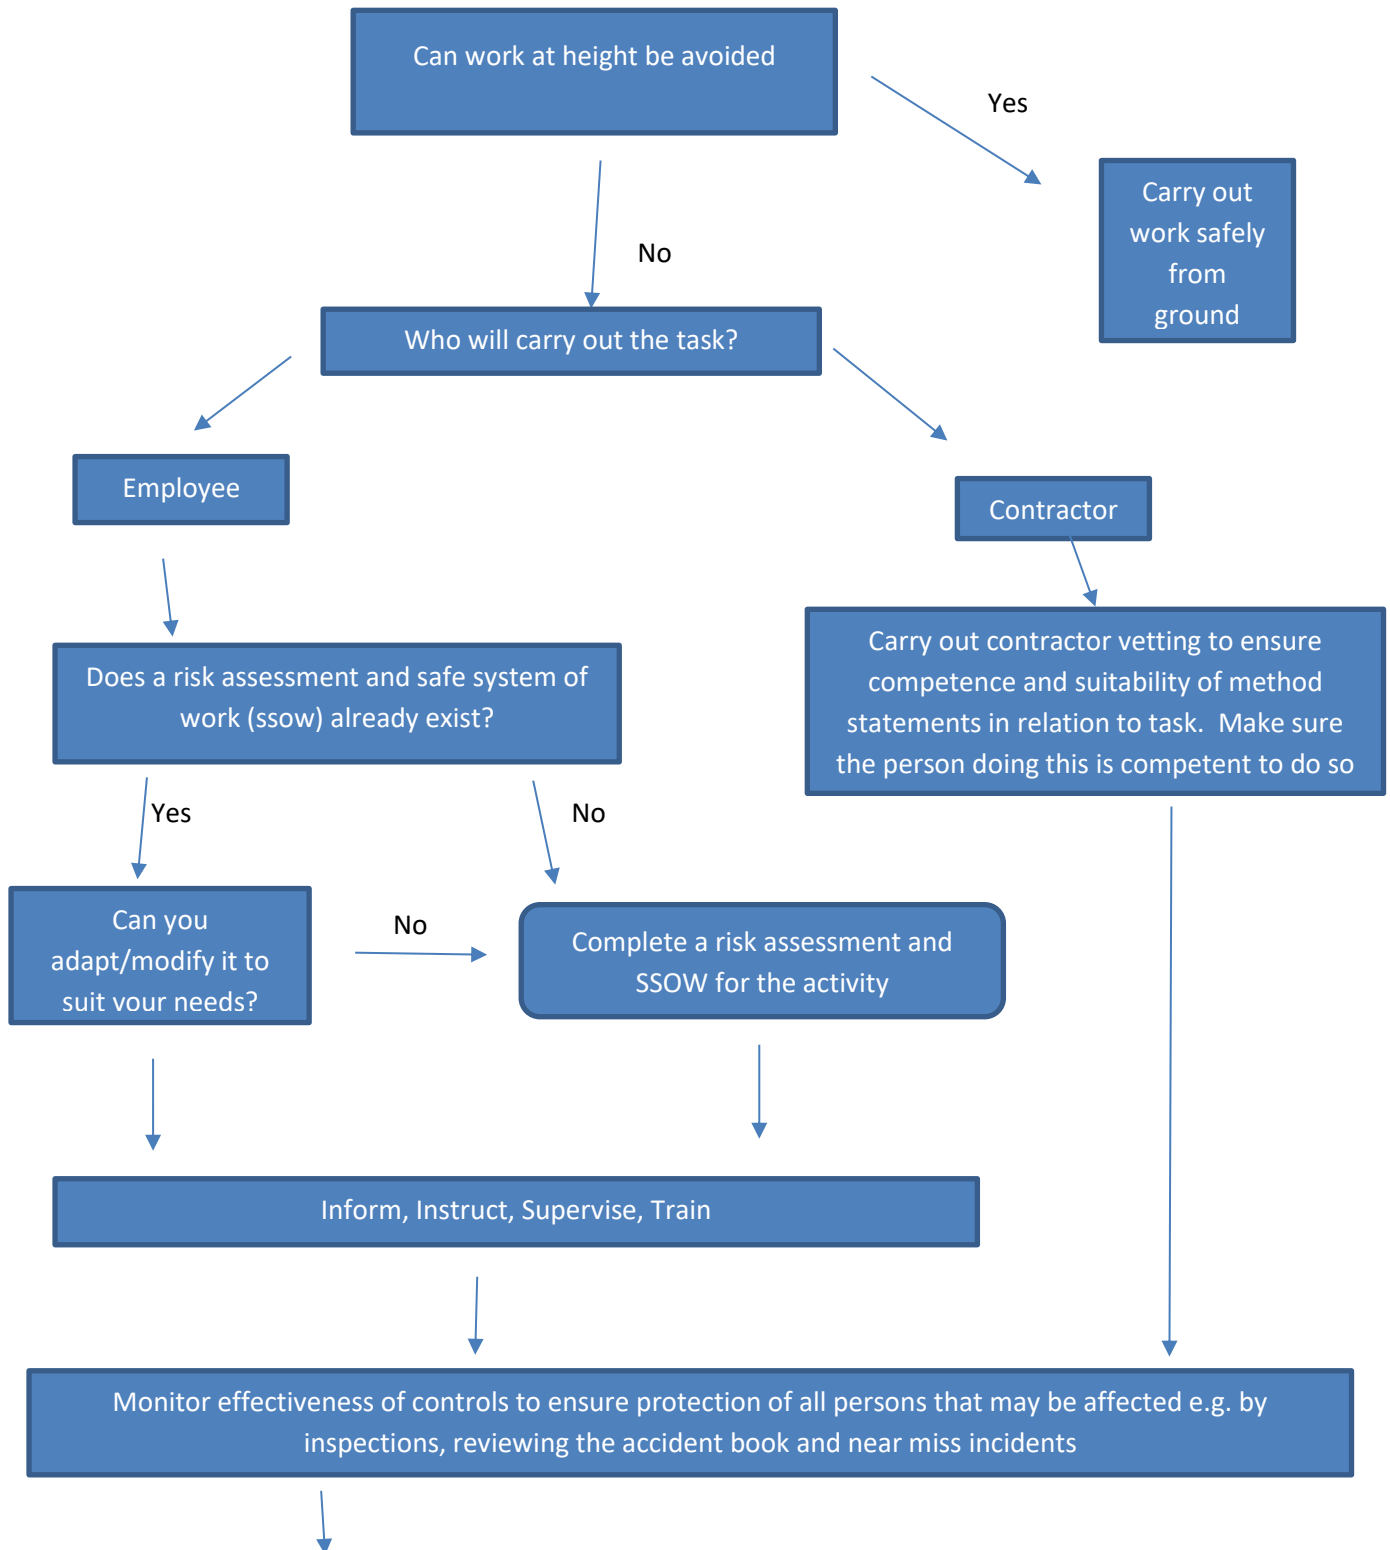 Can work at height be avoided
Yes
Carry out
work safely
from
ground
No
Who will carry out the task?
Employee
Contractor
Does a risk assessment and safe system of
work (ssow) already exist?
Carry out contractor vetting to ensure
competence and suitability of method
statements in relation to task.  Make sure
the person doing this is competent to do so
Yes
No
Can you
adapt/modify it to
suit your needs?
No
Complete a risk assessment and
SSOW for the activity
Inform, Instruct, Supervise, Train
Monitor effectiveness of controls to ensure protection of all persons that may be affected e.g. by
inspections, reviewing the accident book and near miss incidents